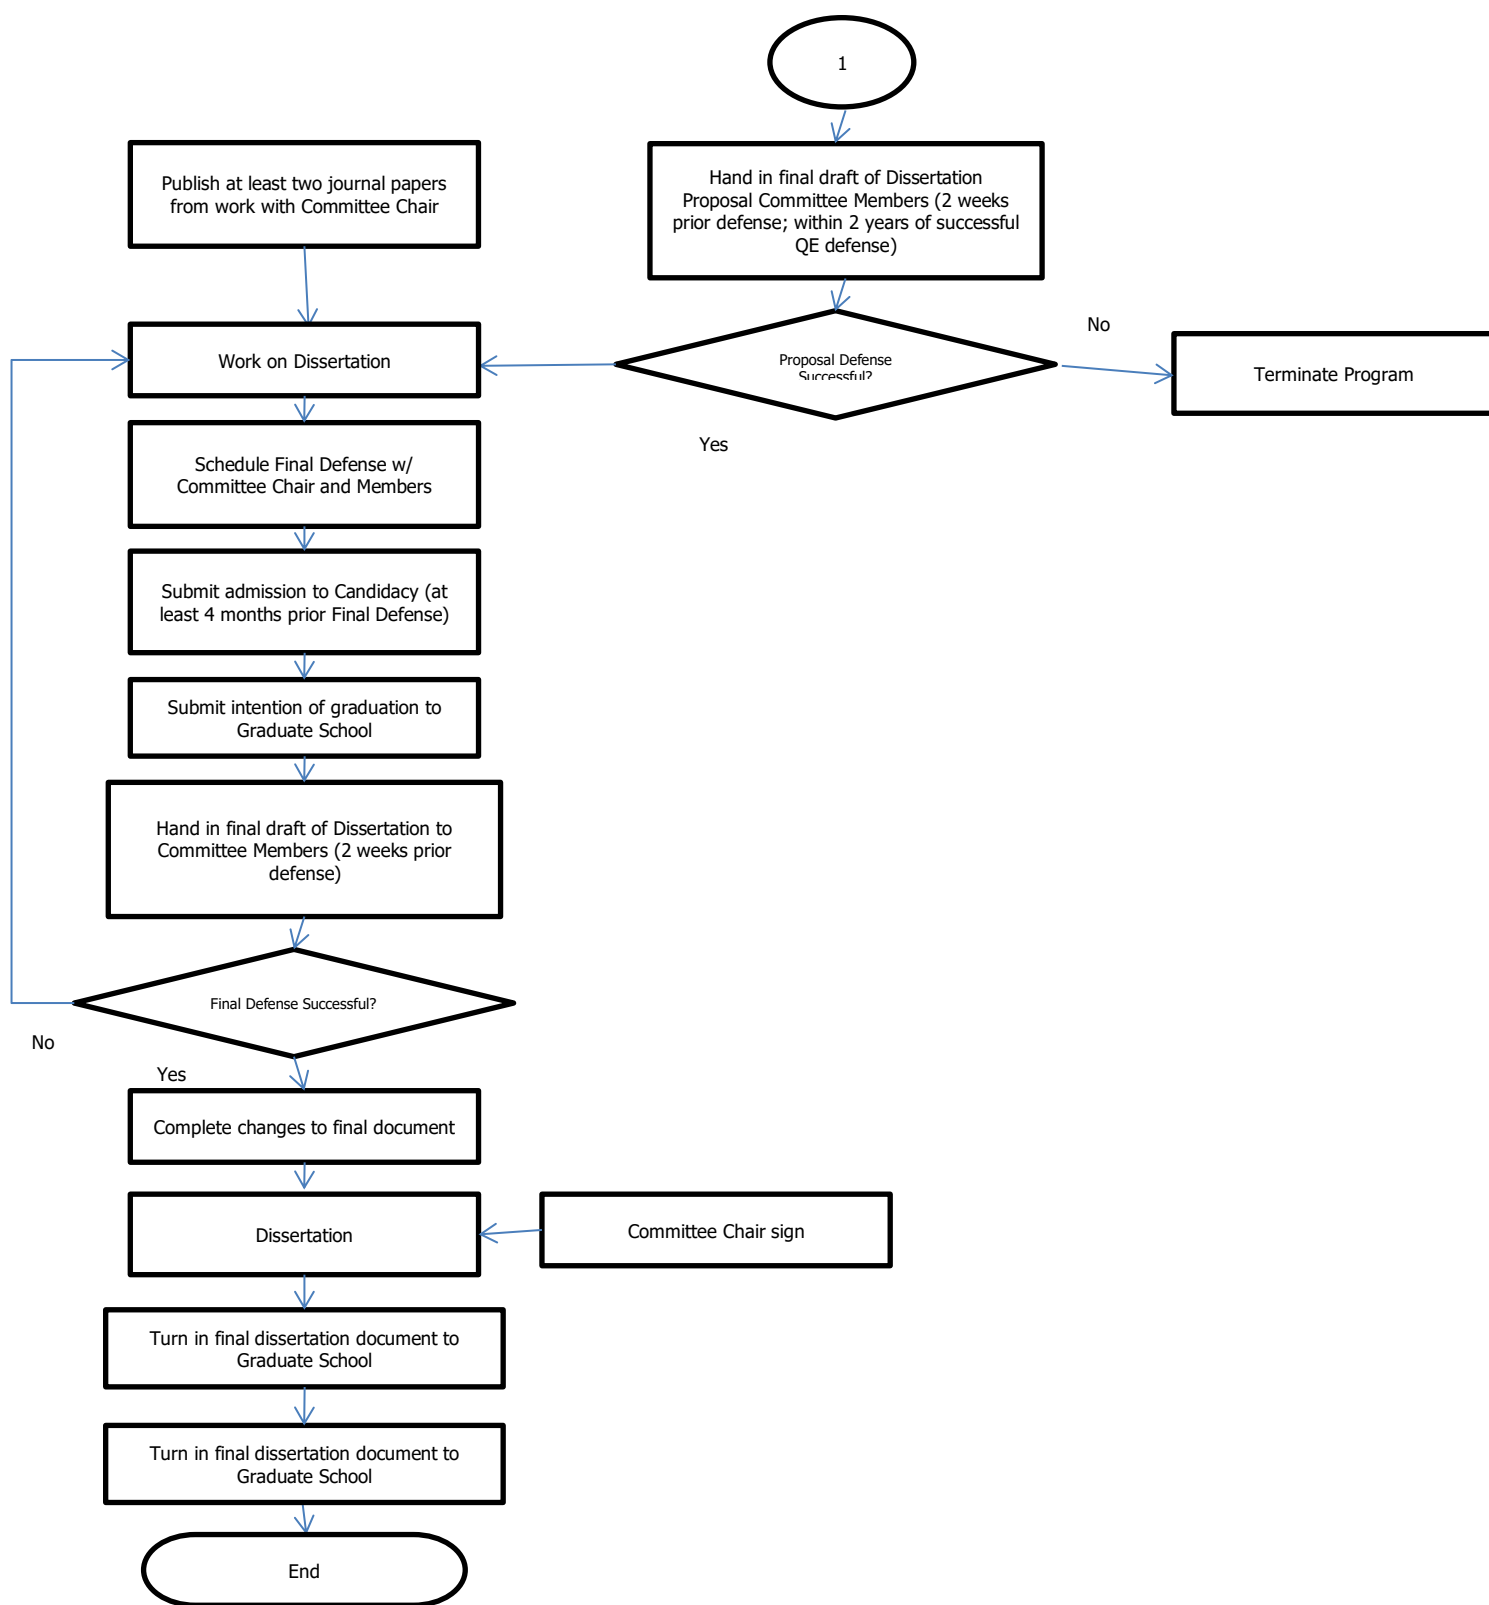 1
Publish at least two journal papers
from work with Committee Chair
Hand in final draft of Dissertation
Proposal Committee Members (2 weeks
prior defense; within 2 years of successful
QE defense)
No
Work on Dissertation
Proposal Defense
Successful?
Terminate Program
Yes
Schedule Final Defense w/
Committee Chair and Members
Submit admission to Candidacy (at
least 4 months prior Final Defense)
Submit intention of graduation to
Graduate School
Hand in final draft of Dissertation to
Committee Members (2 weeks prior
defense)
Final Defense Successful?
No
Yes
Complete changes to final document
Dissertation
Committee Chair sign
Turn in final dissertation document to
Graduate School
Turn in final dissertation document to
Graduate School
End